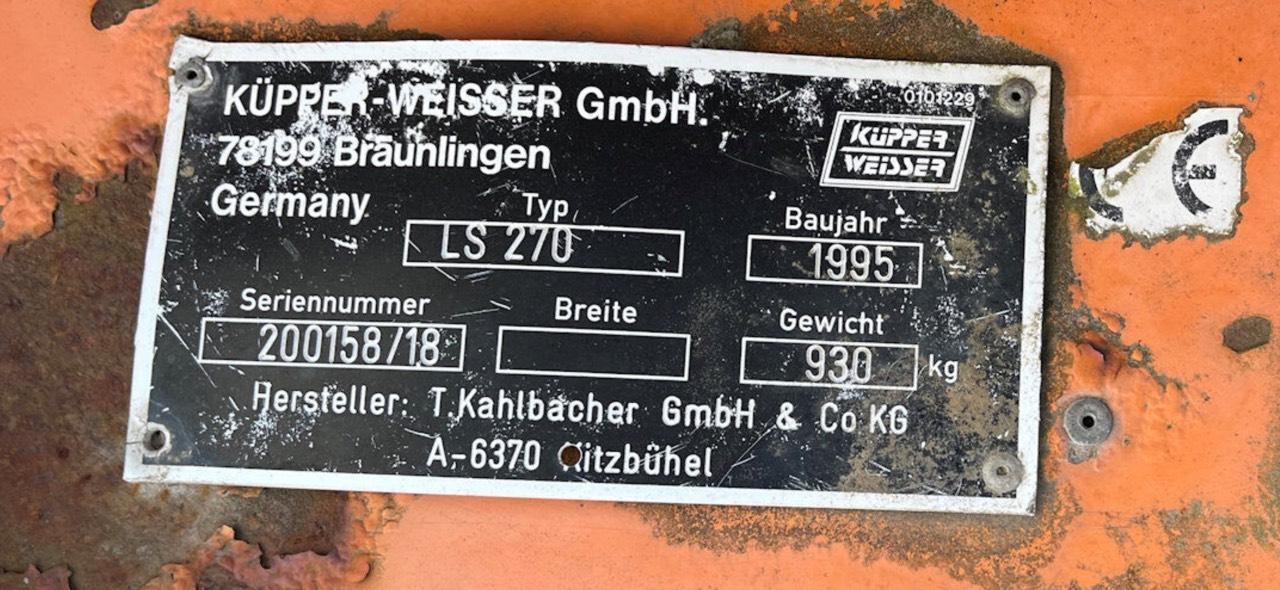 KÜPPER-WEISSER GmbH.
0101229
KÜPPER
WEISSER
78199 Bräunlingen
Germany
Typ
LS 270
Baujahr
1995
Seriennummer
200158/18
Breite
Gewicht
930 kg
Hersteller: T.Kahlbacher GmbH & Co KG
A-6370 Kitzbühel
CE